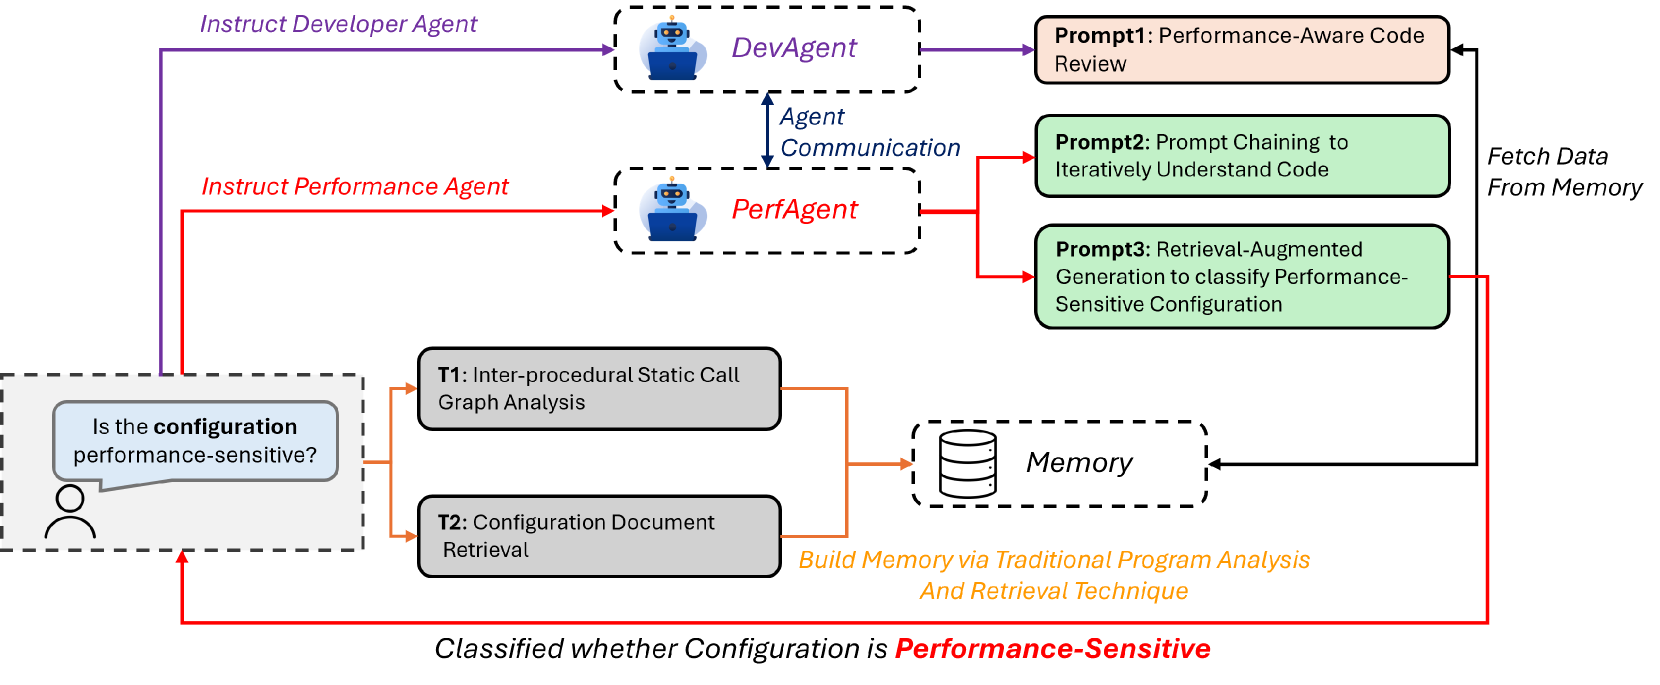 Instruct Developer Agent
DevAgent
Prompt1: Performance-Aware Code
Review
Agent
Communication
Prompt2: Prompt Chaining to
Iteratively Understand Code
Fetch Data
From Memory
Instruct Performance Agent
PerfAgent
Prompt3: Retrieval-Augmented
Generation to classify Performance-
Sensitive Configuration
Is the configuration
performance-sensitive?
T1: Inter-procedural Static Call
Graph Analysis
Memory
T2: Configuration Document
Retrieval
Build Memory via Traditional Program Analysis
And Retrieval Technique
Classified whether Configuration is Performance-Sensitive